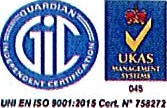 GUARDIAN
GIC
INDEPENDENT CERTIFICATION
UKAS
MANAGEMENT
SYSTEMS
045
UNI EN ISO 9001:2015 Cert. N° 758272